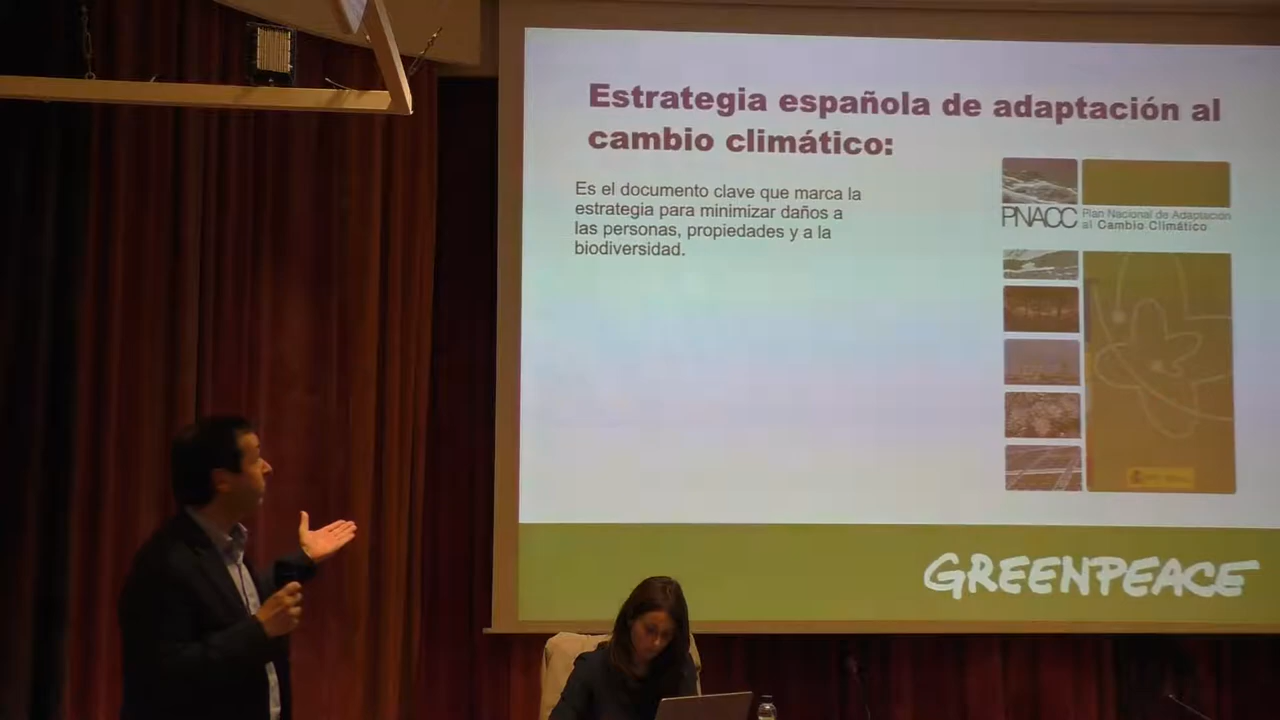 Estrategia española de adaptación al
cambio climático:
Es el documento clave que marca la
estrategia para minimizar daños a
las personas, propiedades y a la
biodiversidad.
PNACC Plan Nacional de Adaptación
al Cambio Climático
GREENPEACE